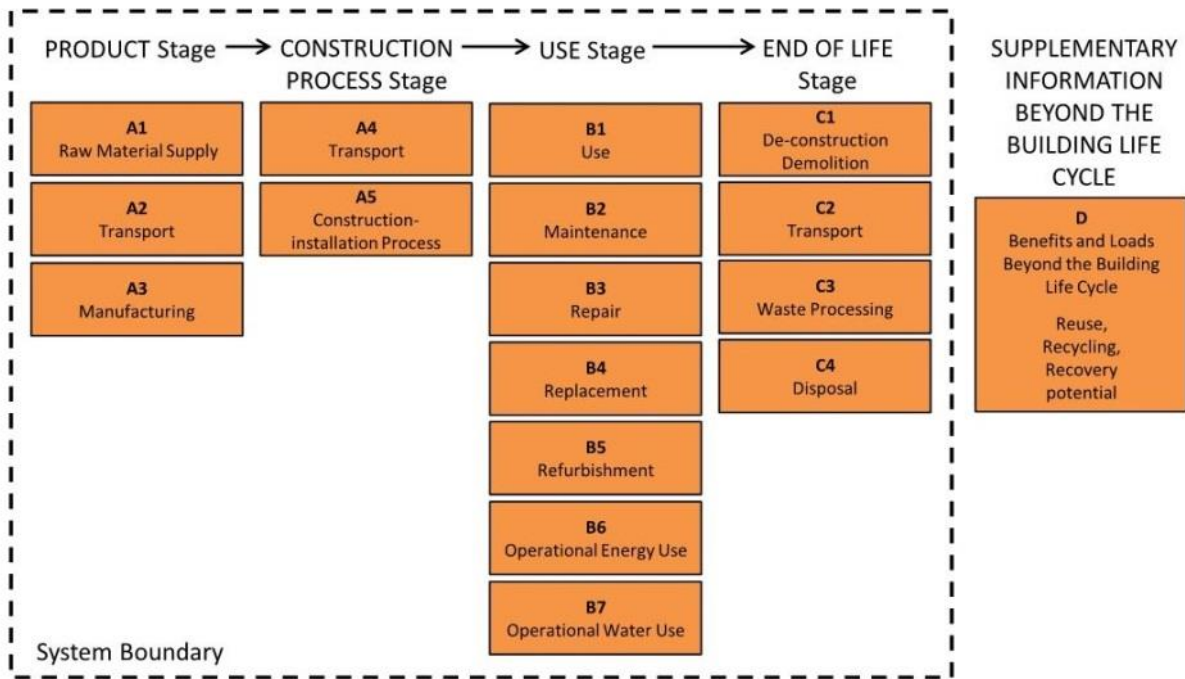 PRODUCT Stage
A1
Raw Material Supply
A2
Transport
A3
Manufacturing
CONSTRUCTION
PROCESS Stage
A4
Transport
A5
Construction-
installation Process
USE Stage
B1
Use
B2
Maintenance
B3
Repair
B4
Replacement
B5
Refurbishment
B6
Operational Energy Use
B7
Operational Water Use
END OF LIFE
Stage
C1
De-construction
Demolition
C2
Transport
C3
Waste Processing
C4
Disposal
System Boundary
SUPPLEMENTARY
INFORMATION
BEYOND THE
BUILDING LIFE
CYCLE
D
Benefits and Loads
Beyond the Building
Life Cycle
Reuse,
Recycling,
Recovery
potential